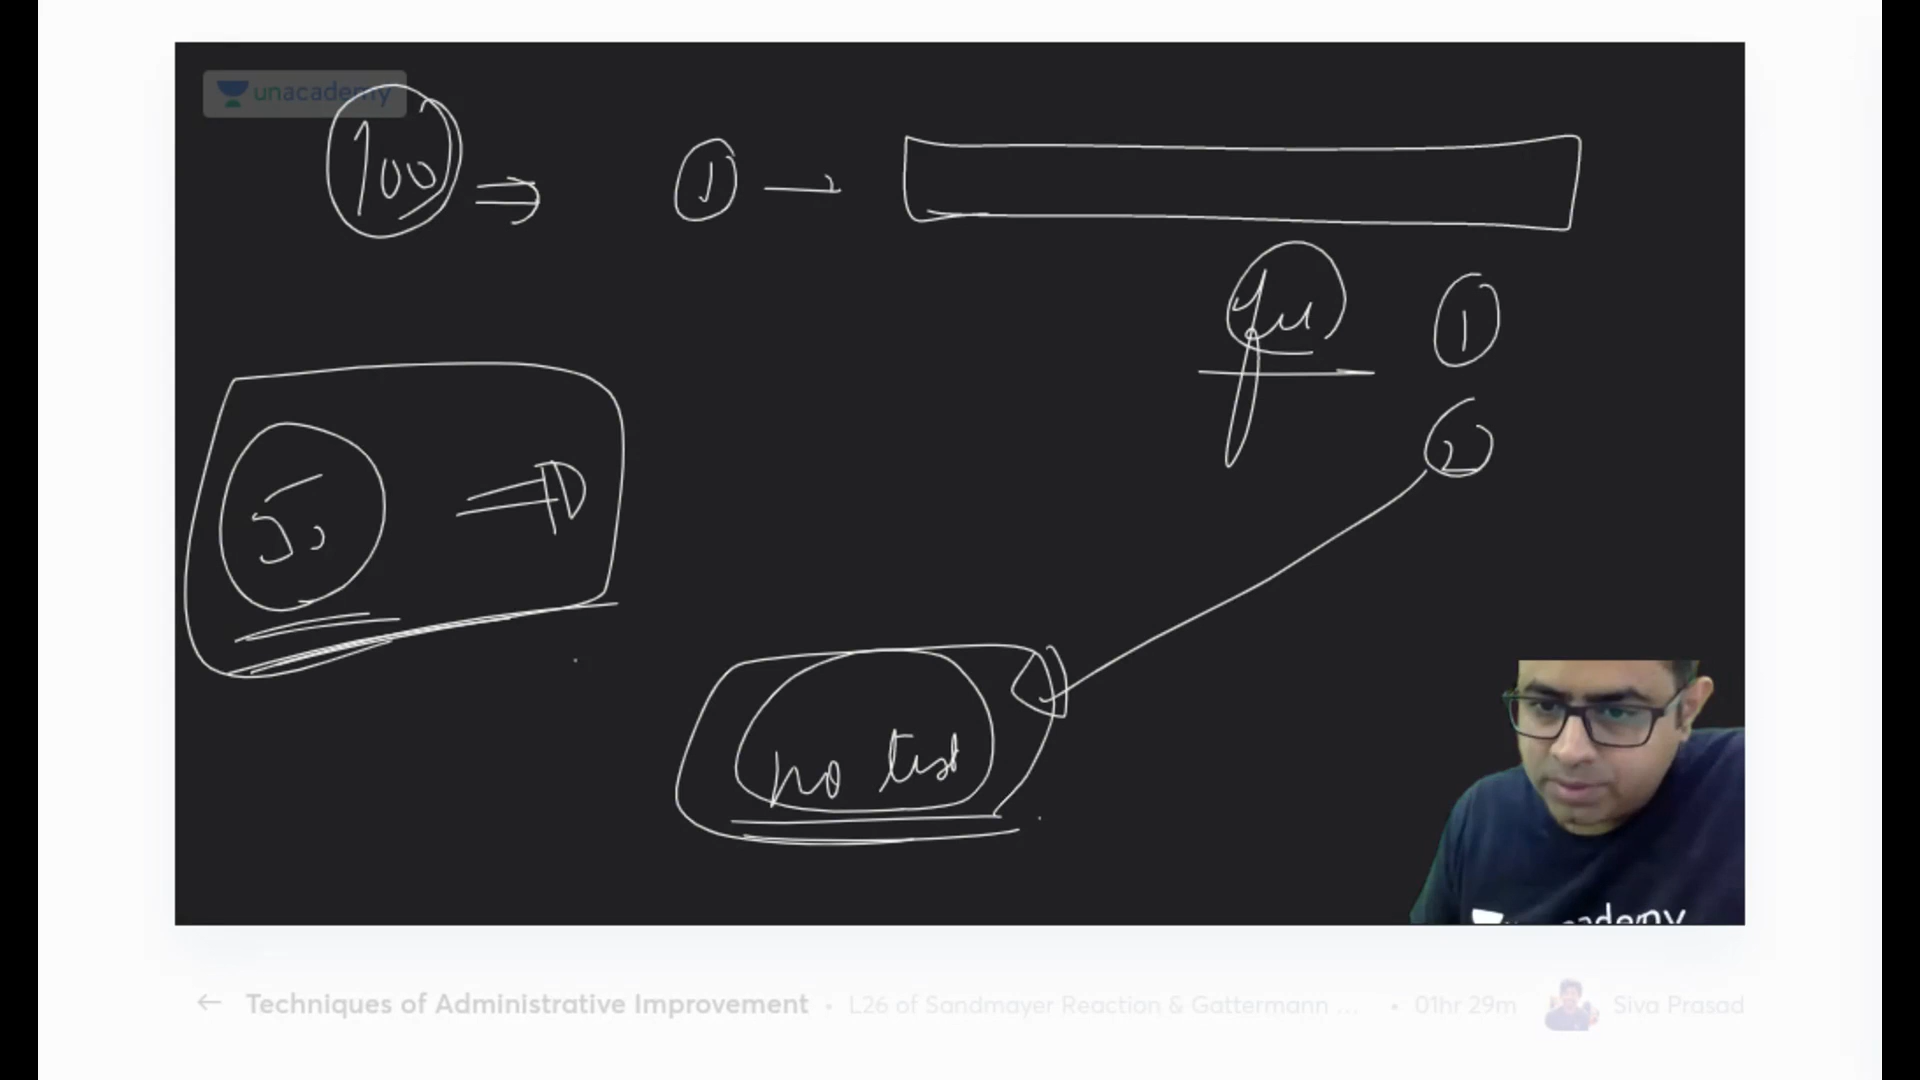 unacademy
100 ⇒ 1 →
1
2
no test
unacademy
← Techniques of Administrative Improvement • L26 of Sandmayer Reaction & Gattermann ... • 01hr 29m Siva Prasad